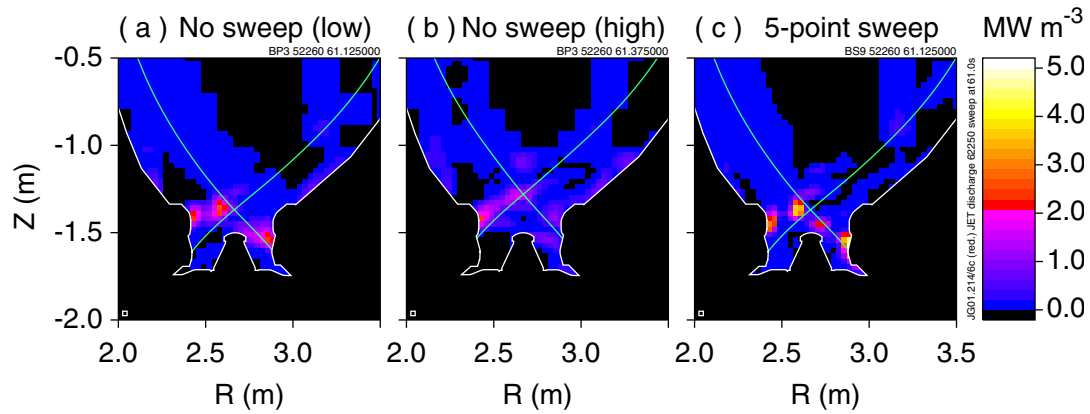 ( a ) No sweep (low)
( b ) No sweep (high)
( c ) 5-point sweep
MW m-3
BP3 52260 61.125000
BP3 52260 61.375000
BS9 52260 61.125000
-0.5
-1.0
-1.5
-2.0
Z (m)
2.0 2.5 3.0
2.0 2.5 3.0
2.0 2.5 3.0 3.5
R (m)
R (m)
R (m)
JG01.214/6c (red.) JET discharge 62250 sweep at 61.0s
5.0
4.0
3.0
2.0
1.0
0.0